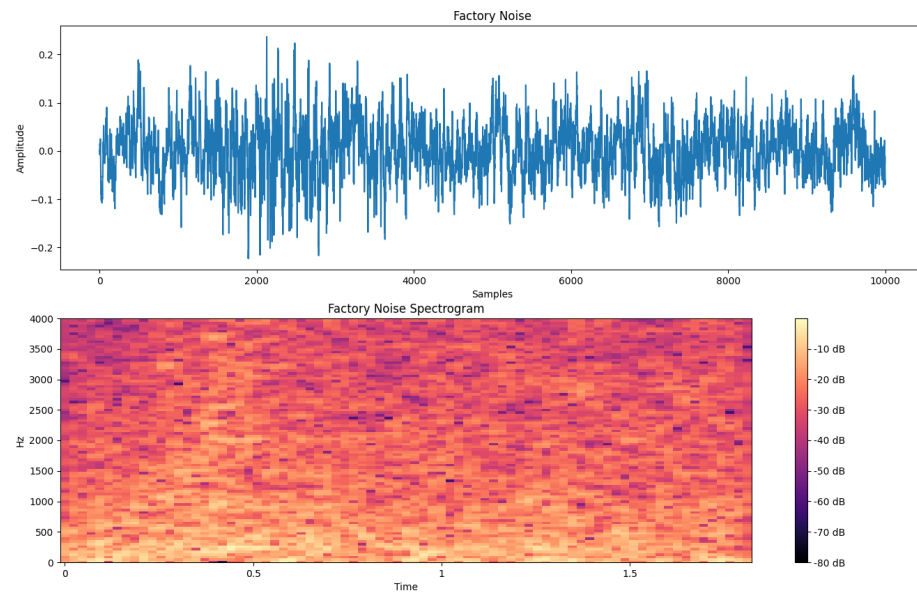 Factory Noise
0.2
0.1
0.0
−0.1
−0.2
Amplitude
0 2000 4000 6000 8000 10000
Samples
Factory Noise Spectrogram
4000
3500
3000
2500
2000
1500
1000
500
0
Hz
0 0.5 1 1.5
Time
-10 dB
-20 dB
-30 dB
-40 dB
-50 dB
-60 dB
-70 dB
-80 dB